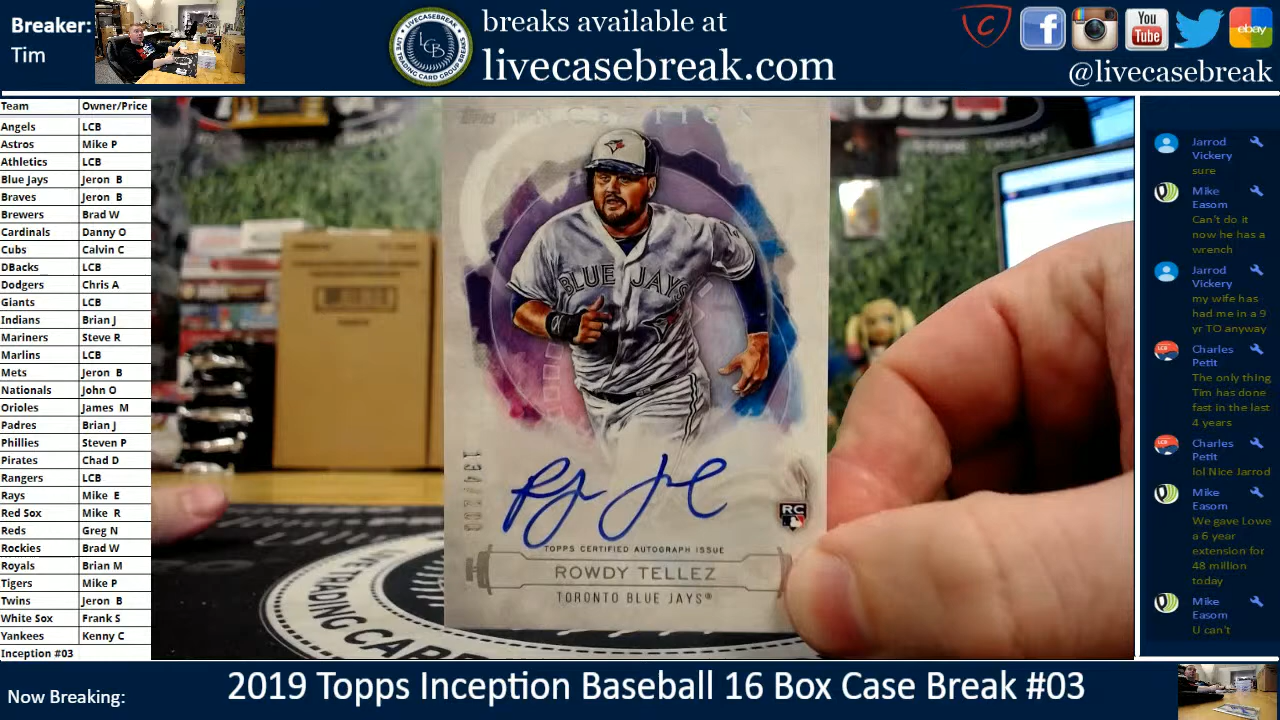 Breaker:
Tim
breaks available at
livecasebreak.com
@livecasebreak
LCB
You
Tube
ebay
Team Owner/Price
Angels LCB
Astros Mike P
Athletics LCB
Blue Jays Jeron B
Braves Jeron B
Brewers Brad W
Cardinals Danny O
Cubs Calvin C
DBacks LCB
Dodgers Chris A
Giants LCB
Indians Brian J
Mariners Steve R
Marlins LCB
Mets Jeron B
Nationals John O
Orioles James M
Padres Brian J
Phillies Steven P
Pirates Chad D
Rangers LCB
Rays Mike E
Red Sox Mike R
Reds Greg N
Rockies Brad W
Royals Brian M
Tigers Mike P
Twins Jeron B
White Sox Frank S
Yankees Kenny C
Inception #03
INCEPTION
BLUE JAYS
RC
TOPPS CERTIFIED AUTOGRAPH ISSUE
ROWDY TELLEZ
TORONTO BLUE JAYS®
Jarrod
Vickery
sure
Mike
Easom
Can't do it
now he has a
wrench
Jarrod
Vickery
my wife has
had me in a 9
yr TO anyway
Charles
Petit
The only thing
Tim has done
fast in the last
4 years
Charles
Petit
lol Nice Jarrod
Mike
Easom
We gave Lowe
a 6 year
extension for
48 million
today
Mike
Easom
U can't
Now Breaking:
2019 Topps Inception Baseball 16 Box Case Break #03